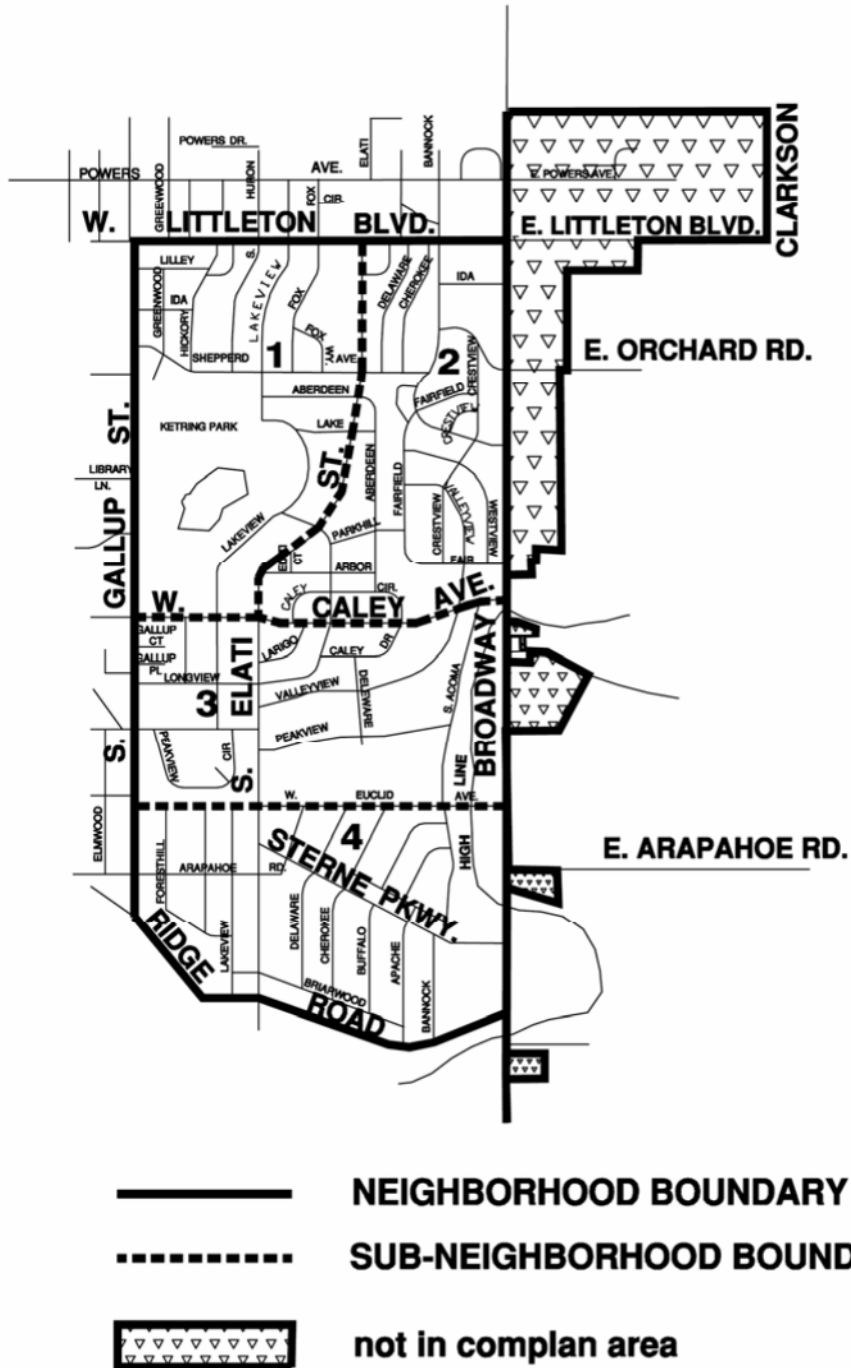 POWERS DR.
ELATI
BANNOCK
POWERS
AVE.
GREENWOOD
HURON
FOX
CIR.
E. POWERS AVE.
CLARKSON
W. LITTLETON BLVD.
E. LITTLETON BLVD.
LILLEY
S.
LAKEVIEW
IDA
GREENWOOD
HICKORY
FOX
FOX
WY.
AVE.
DELAWARE
CHEROKEE
IDA
SHEPPERD
1
2
E. ORCHARD RD.
CRESTVIEW
FAIRFIELD
CRESTVIEW
ABERDEEN
KETRING PARK
LAKE
ST.
ABERDEEN
FAIRFIELD
LIBRARY
LN.
GALLUP ST.
LAKEVIEW
PARKHILL
CRESTVIEW
VALLEYVIEW
WESTVIEW
FAIR
CT
ARBOR
CIR.
CALEY
W. CALEY AVE.
GALLUP
CT
GALLUP
PL
LONGVIEW
3
ELATI
LARIGO
CALEY
DR
VALLEYVIEW
DELEWARE
S. ACOMA
BROADWAY
PEAKVIEW
PEAKVIEW
CIR
S.
S.
LINE
W. EUCLID AVE.
ELMWOOD
4
HIGH
STERNE PKWY.
E. ARAPAHOE RD.
FORESTHILL
ARAPAHOE RD.
LAKEVIEW
DELAWARE
CHEROKEE
BUFFALO
APACHE
BANNOCK
BRIARWOOD
RIDGE ROAD
NEIGHBORHOOD BOUNDARY
SUB-NEIGHBORHOOD BOUND
not in complan area